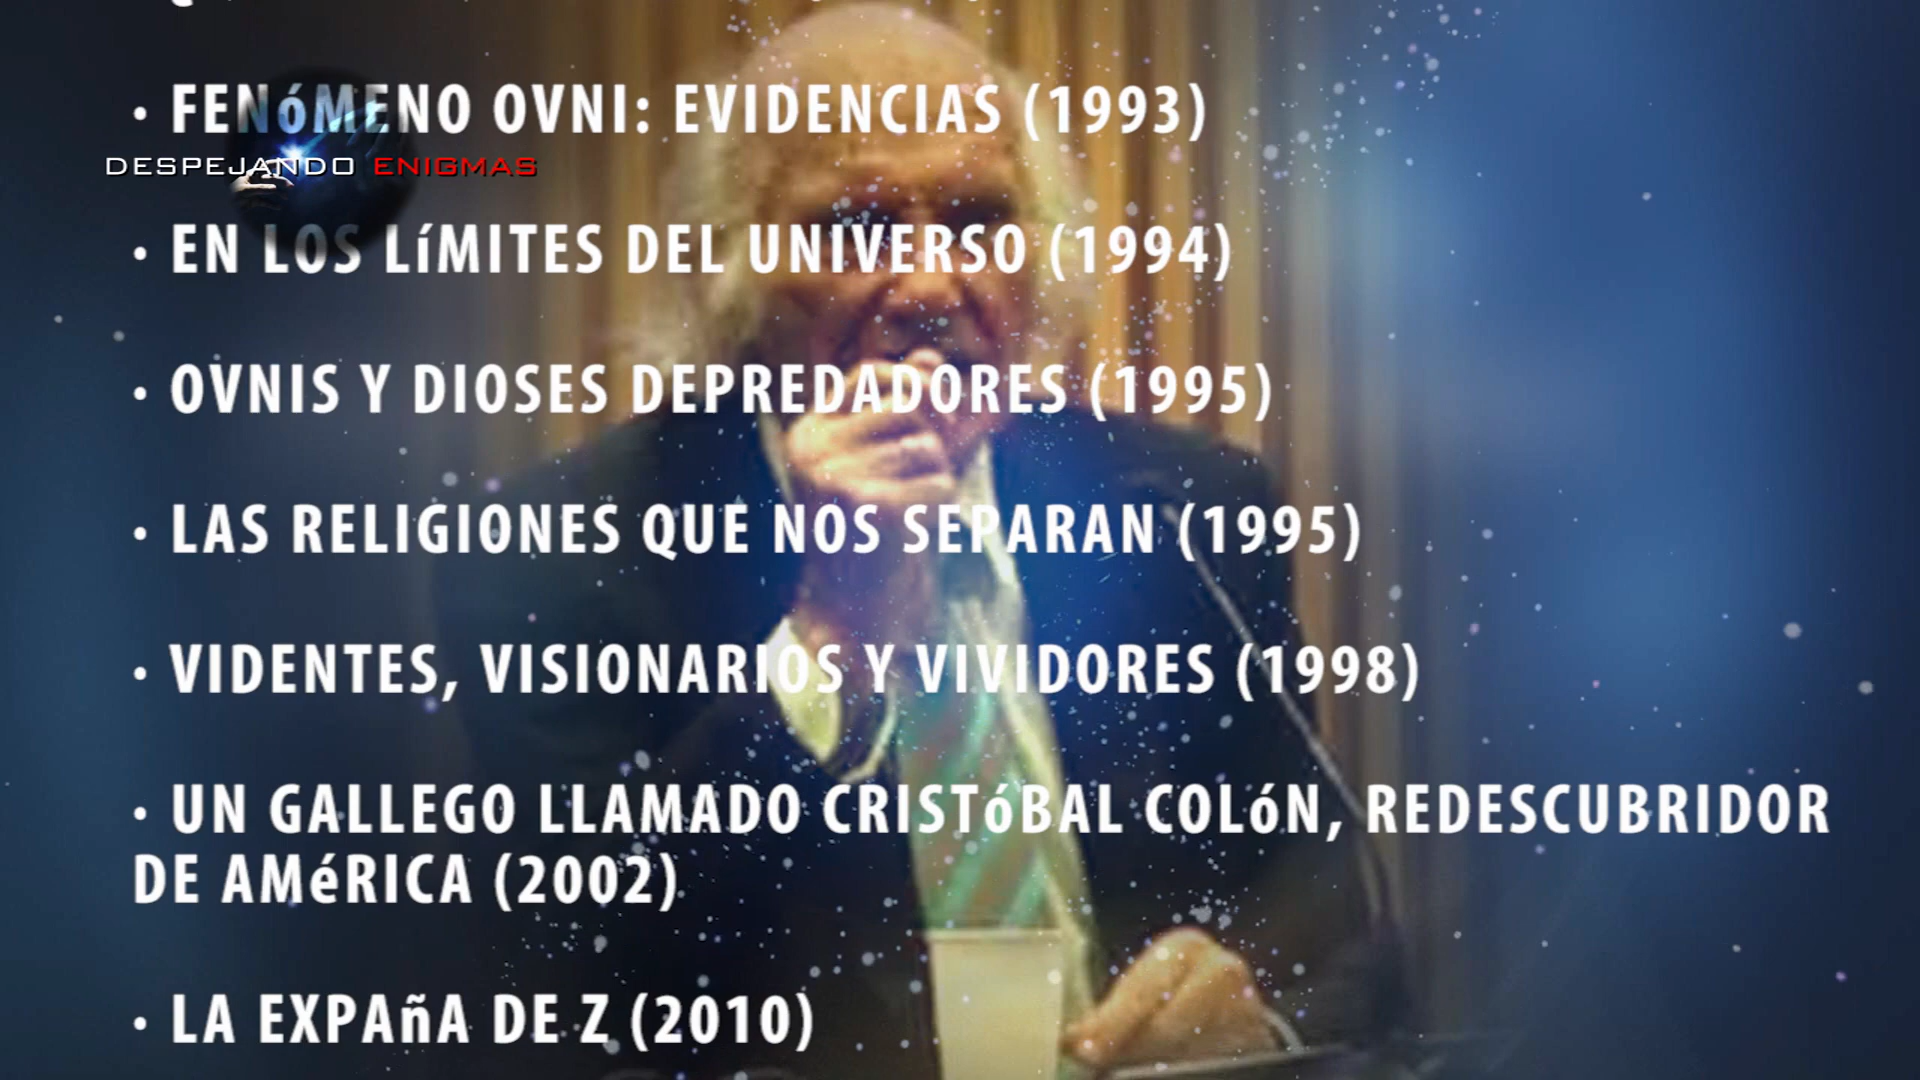 • FENóMENO OVNI: EVIDENCIAS (1993)
DESPEJANDO ENIGMAS
• EN LOS LíMITES DEL UNIVERSO (1994)
• OVNIS Y DIOSES DEPREDADORES (1995)
• LAS RELIGIONES QUE NOS SEPARAN (1995)
• VIDENTES, VISIONARIOS Y VIVIDORES (1998)
• UN GALLEGO LLAMADO CRISTóBAL COLóN, REDESCUBRIDOR
DE AMéRICA (2002)
• LA EXPAñA DE Z (2010)